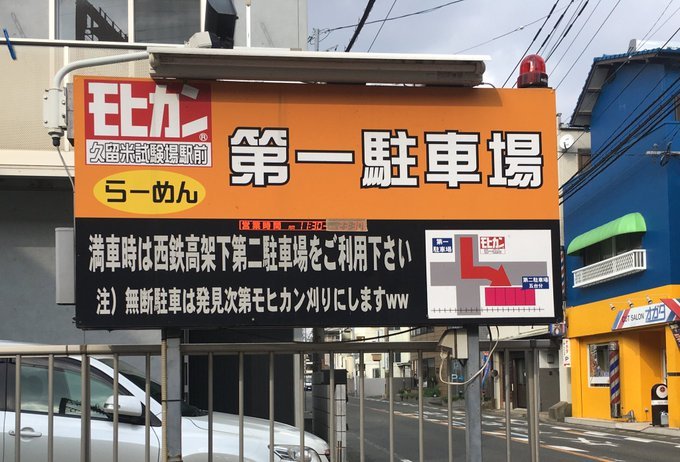 モヒカン®
久留米試験場駅前
らーめん
第一駐車場
営業時間
11:30
満車時は西鉄高架下第二駐車場をご利用下さい
注）無断駐車は発見次第モヒカン刈りにしますww
第一
駐車場
モヒカン
第二駐車場
五台分
SALON